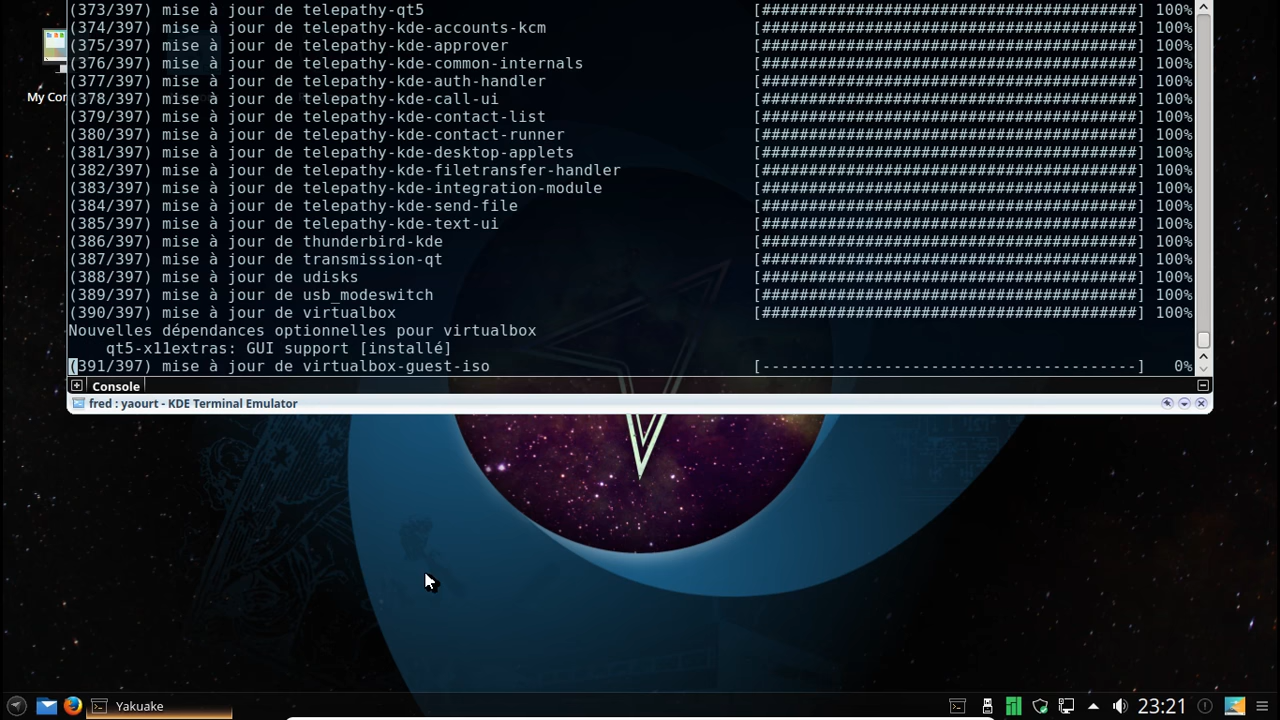 (373/397) mise à jour de telepathy-qt5 [########################################] 100%
(374/397) mise à jour de telepathy-kde-accounts-kcm [########################################] 100%
(375/397) mise à jour de telepathy-kde-approver [########################################] 100%
(376/397) mise à jour de telepathy-kde-common-internals [########################################] 100%
(377/397) mise à jour de telepathy-kde-auth-handler [########################################] 100%
(378/397) mise à jour de telepathy-kde-call-ui [########################################] 100%
(379/397) mise à jour de telepathy-kde-contact-list [########################################] 100%
(380/397) mise à jour de telepathy-kde-contact-runner [########################################] 100%
(381/397) mise à jour de telepathy-kde-desktop-applets [########################################] 100%
(382/397) mise à jour de telepathy-kde-filetransfer-handler [########################################] 100%
(383/397) mise à jour de telepathy-kde-integration-module [########################################] 100%
(384/397) mise à jour de telepathy-kde-send-file [########################################] 100%
(385/397) mise à jour de telepathy-kde-text-ui [########################################] 100%
(386/397) mise à jour de thunderbird-kde [########################################] 100%
(387/397) mise à jour de transmission-qt [########################################] 100%
(388/397) mise à jour de udisks [########################################] 100%
(389/397) mise à jour de usb_modeswitch [########################################] 100%
(390/397) mise à jour de virtualbox [########################################] 100%
Nouvelles dépendances optionnelles pour virtualbox
qt5-x11extras: GUI support [installé]
(391/397) mise à jour de virtualbox-guest-iso [----------------------------------------] 0%
My Con
Console
fred : yaourt - KDE Terminal Emulator
Yakuake
23:21